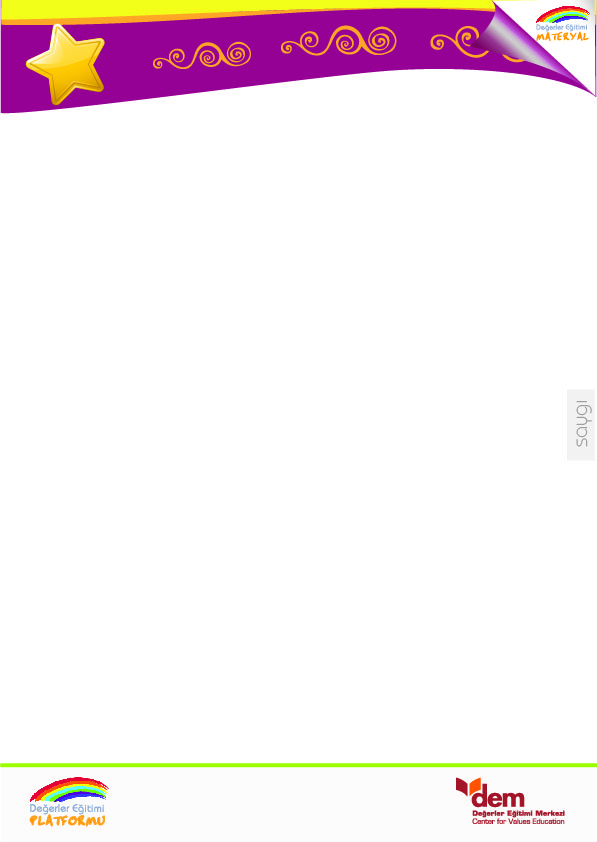 Değerler Eğitimi
MATERYAL
saygı
Değerler Eğitimi
PLATFORMU
dem
Değerler Eğitimi Merkezi
Center for Values Education